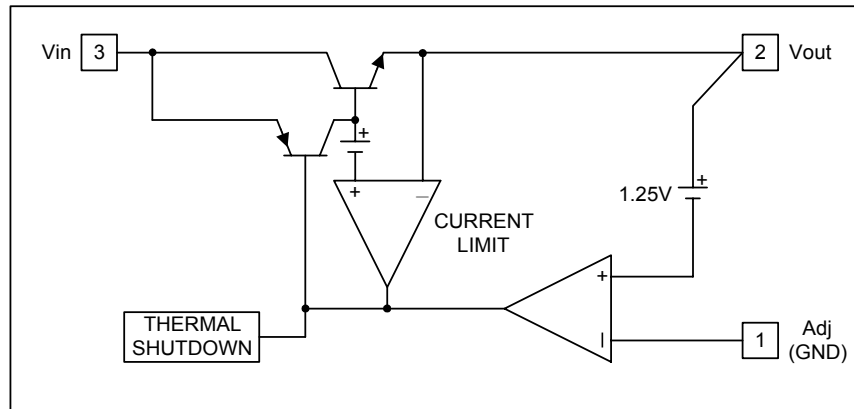 Vin 3
2 Vout
+
+
−
CURRENT
LIMIT
1.25V
+
+
−
THERMAL
SHUTDOWN
1
Adj
(GND)